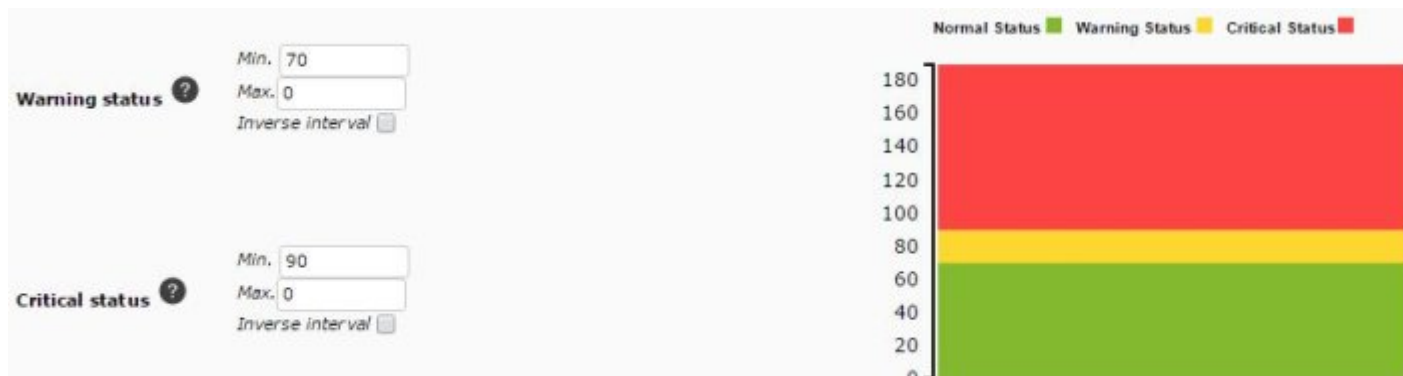 Normal Status Warning Status Critical Status
Warning status ?
Min. 70
Max. 0
Inverse interval
Critical status ?
Min. 90
Max. 0
Inverse interval
180
160
140
120
100
80
60
40
20
0